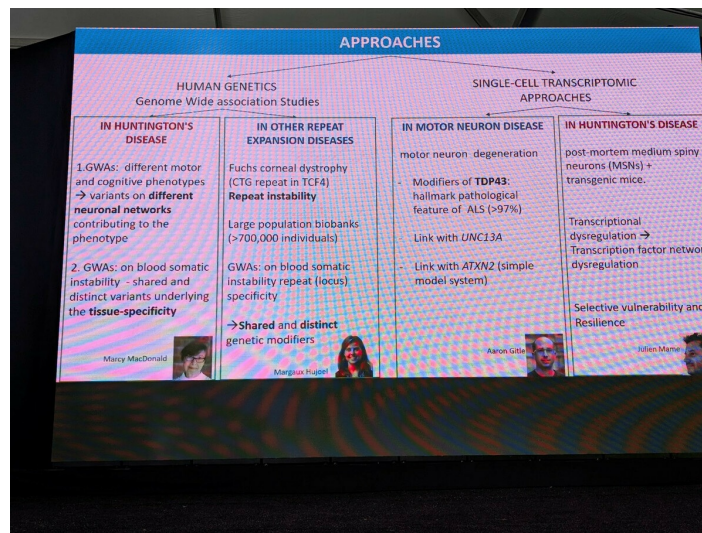 APPROACHES
HUMAN GENETICS
Genome Wide association Studies
SINGLE-CELL TRANSCRIPTOMIC
APPROACHES
IN HUNTINGTON'S
DISEASE
1.GWAs: different motor
and cognitive phenotypes
→ variants on different
neuronal networks
contributing to the
phenotype
2. GWAs: on blood somatic
instability - shared and
distinct variants underlying
the tissue-specificity
Marcy MacDonald
IN OTHER REPEAT
EXPANSION DISEASES
Fuchs corneal dystrophy
(CTG repeat in TCF4)
Repeat instability
Large population biobanks
(>700,000 individuals)
GWAs: on blood somatic
instability repeat (locus)
specificity
→Shared and distinct
genetic modifiers
Margaux Hujoel
IN MOTOR NEURON DISEASE
motor neuron degeneration
- Modifiers of TDP43:
hallmark pathological
feature of ALS (>97%)
- Link with UNC13A
- Link with ATXN2 (simple
model system)
Aaron Gitle
IN HUNTINGTON'S DISEASE
post-mortem medium spiny
neurons (MSNs) +
transgenic mice.
Transcriptional
dysregulation →
Transcription factor networ
dysregulation
Selective vulnerability and
Resilience
Julien Marne